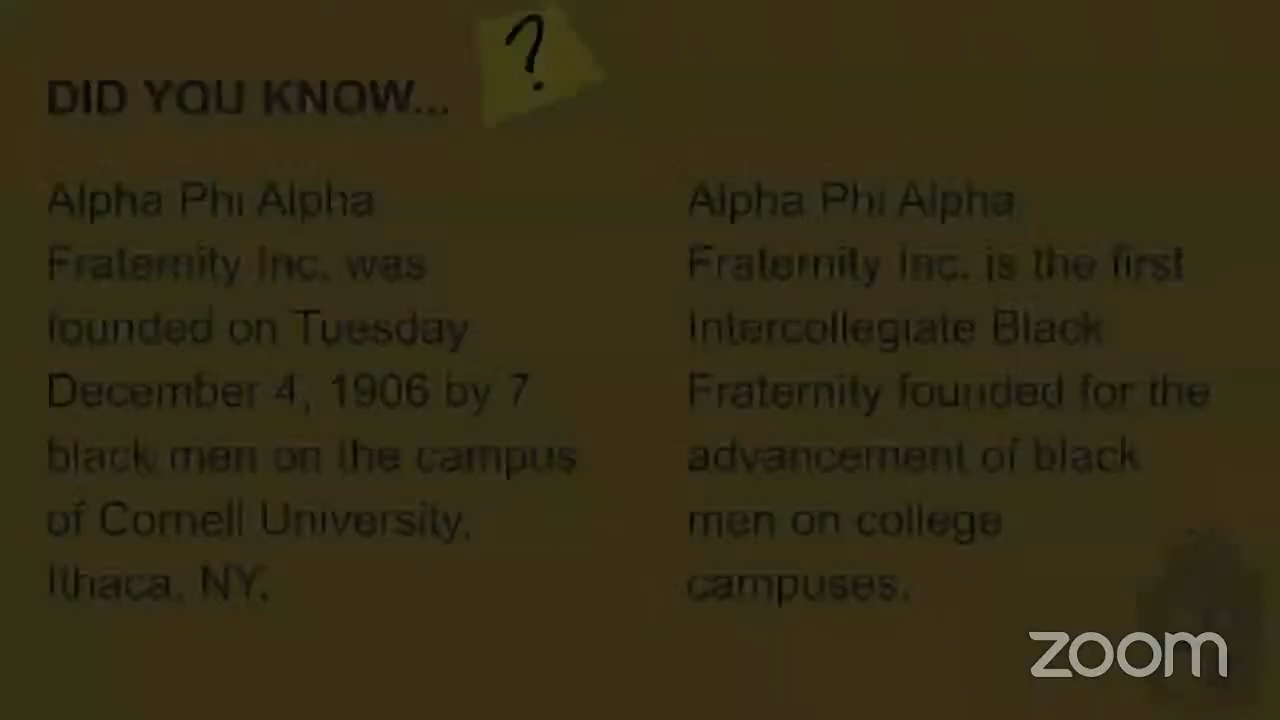 ?
DID YOU KNOW...
Alpha Phi Alpha
Fraternity Inc. was
founded on Tuesday
December 4, 1906 by 7
black men on the campus
of Cornell University,
Ithaca, NY.
Alpha Phi Alpha
Fraternity Inc. is the first
Intercollegiate Black
Fraternity founded for the
advancement of black
men on college
campuses.
zoom